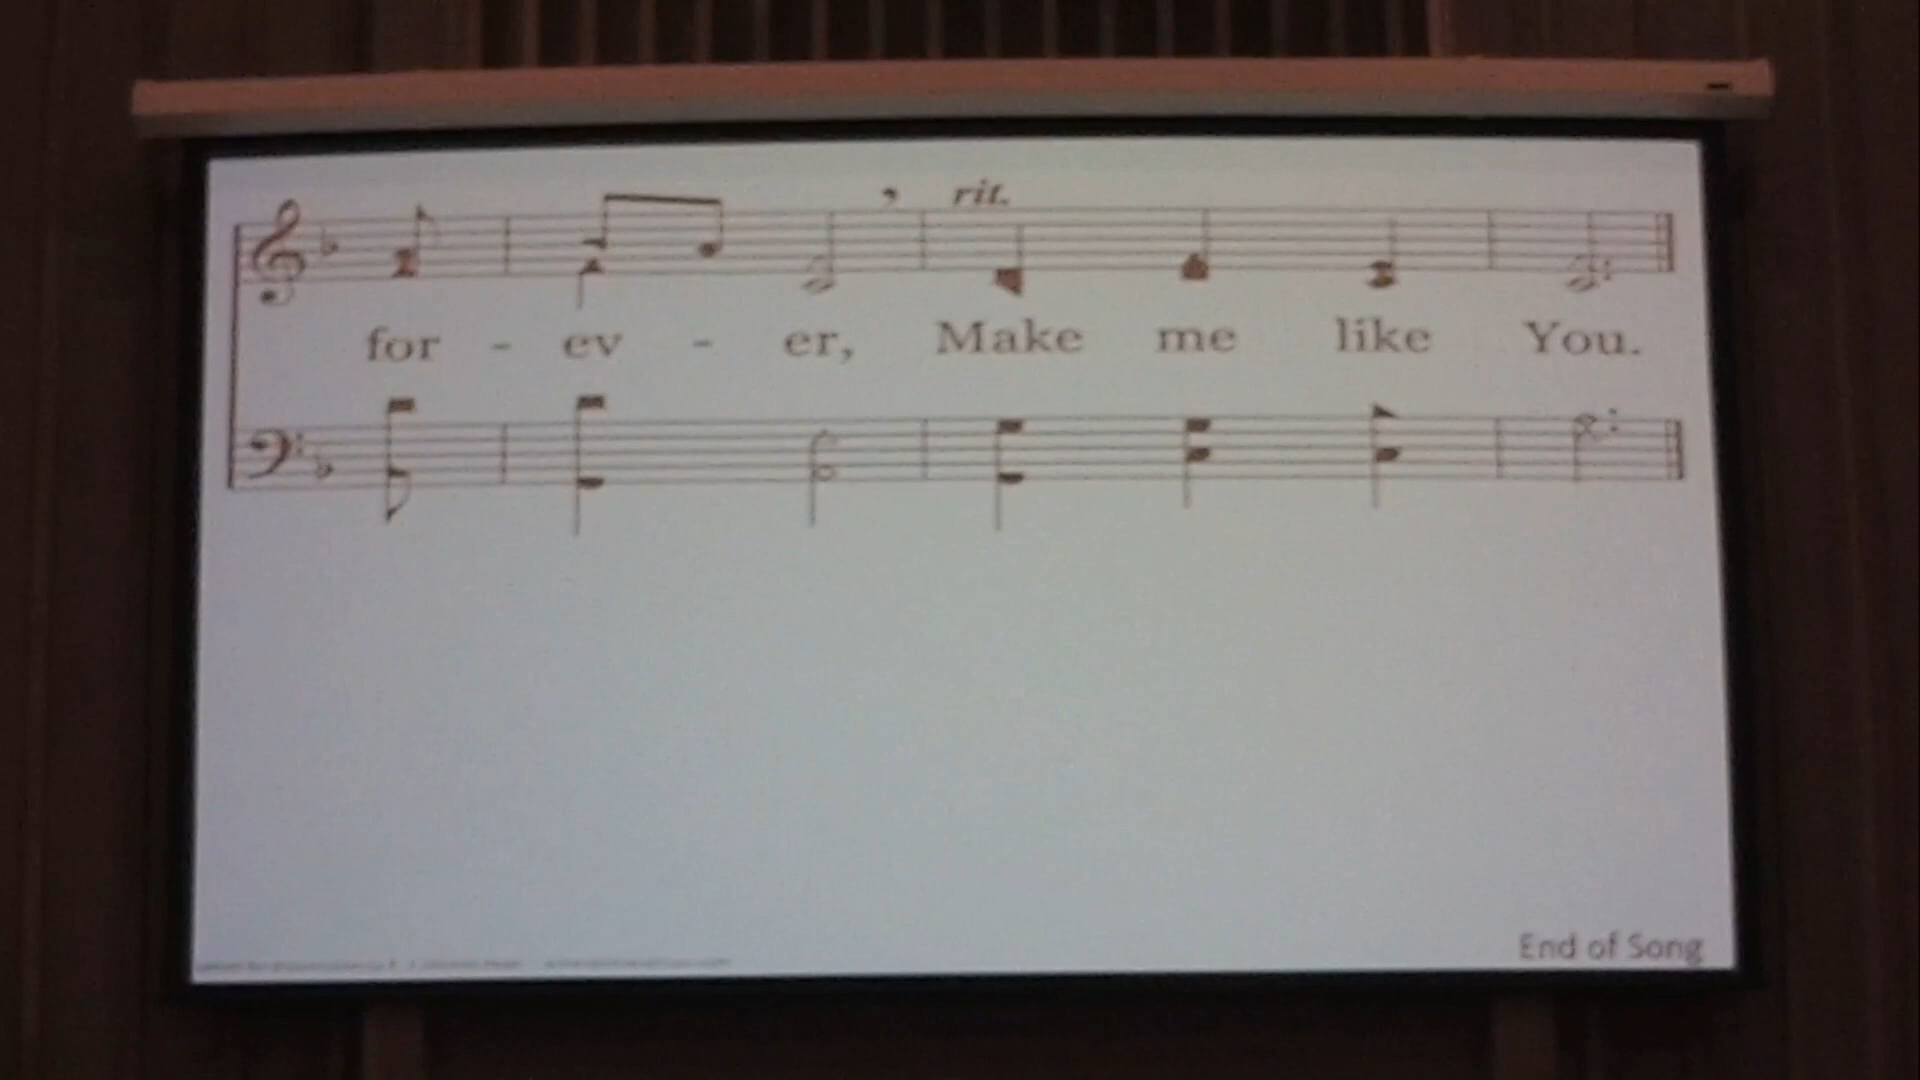 rit.
for - ev - er, Make me like You.
End of Song